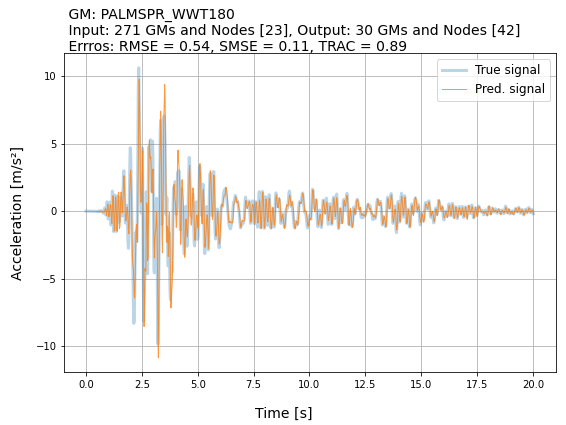 GM: PALMSPR_WWT180
Input: 271 GMs and Nodes [23], Output: 30 GMs and Nodes [42]
Errros: RMSE = 0.54, SMSE = 0.11, TRAC = 0.89
True signal
Pred. signal
10
5
0
−5
−10
Acceleration [m/s²]
0.0 2.5 5.0 7.5 10.0 12.5 15.0 17.5 20.0
Time [s]